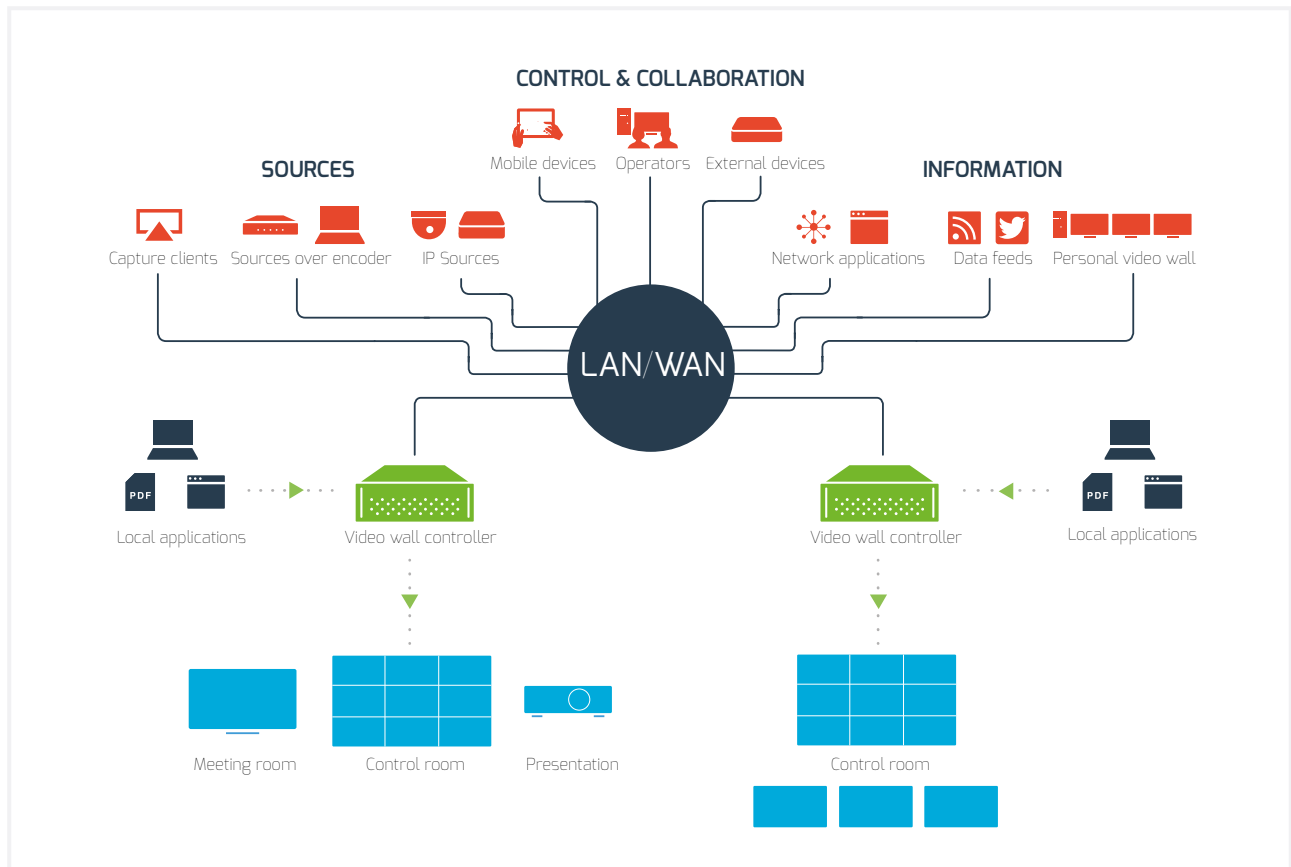 CONTROL & COLLABORATION
Mobile devices
Operators
External devices
SOURCES
INFORMATION
Capture clients
Sources over encoder
IP Sources
Network applications
Data feeds
Personal video wall
LAN/WAN
PDF
Local applications
Video wall controller
Video wall controller
PDF
Local applications
Meeting room
Control room
Presentation
Control room